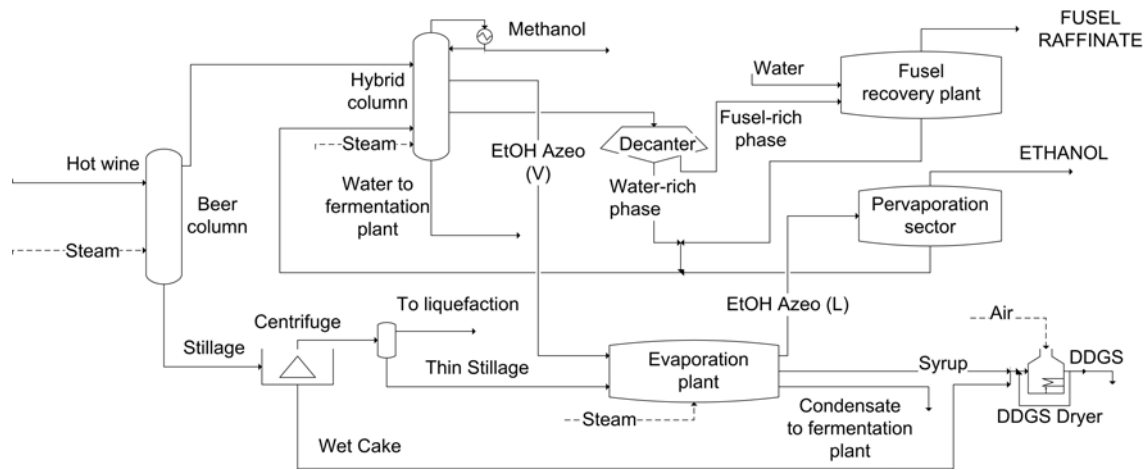 FUSEL
RAFFINATE
Methanol
Water
Fusel
recovery plant
Hybrid
column
Fusel-rich
phase
Steam
Decanter
Hot wine
EtOH Azeo
(V)
ETHANOL
Water to
fermentation
plant
Water-rich
phase
Pervaporation
sector
Beer
column
Steam
EtOH Azeo (L)
To liquefaction
Air
Centrifuge
Stillage
Thin Stillage
Evaporation
plant
Syrup
DDGS
Steam
Condensate
to fermentation
plant
DDGS Dryer
Wet Cake